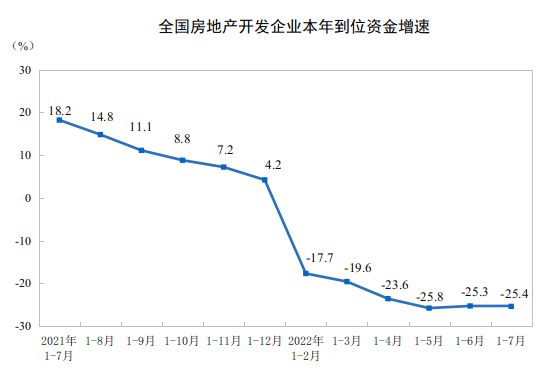 全国房地产开发企业本年到位资金增速
（%）
30
20
10
0
-10
-20
-30
18.2
14.8
11.1
8.8
7.2
4.2
-17.7
-19.6
-23.6
-25.8
-25.3
-25.4
2021年
1-7月
1-8月
1-9月
1-10月
1-11月
1-12月
2022年
1-2月
1-3月
1-4月
1-5月
1-6月
1-7月